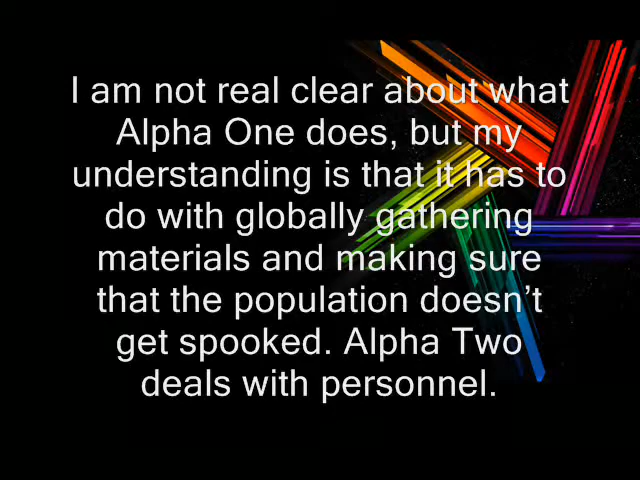 I am not real clear about what
Alpha One does, but my
understanding is that it has to
do with globally gathering
materials and making sure
that the population doesn’t
get spooked. Alpha Two
deals with personnel.